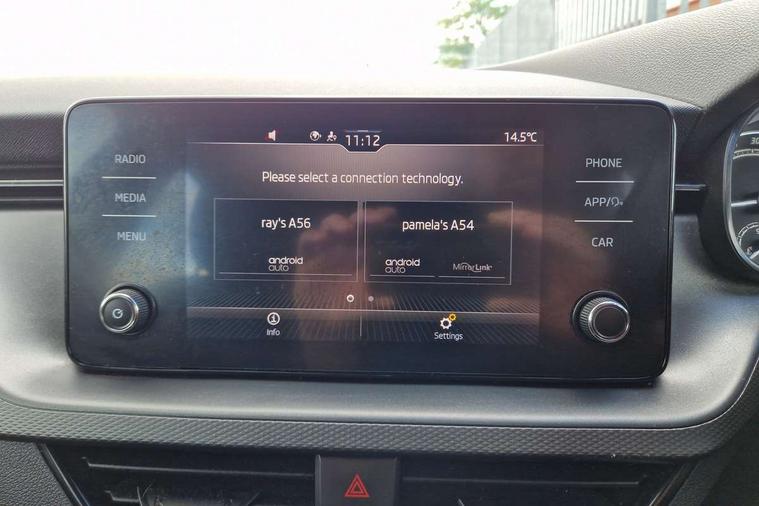 11:12
14.5°C
RADIO
MEDIA
MENU
Please select a connection technology.
ray's A56
android
auto
pamela's A54
android
auto
MirrorLink
Info
Settings
PHONE
APP/
CAR
30